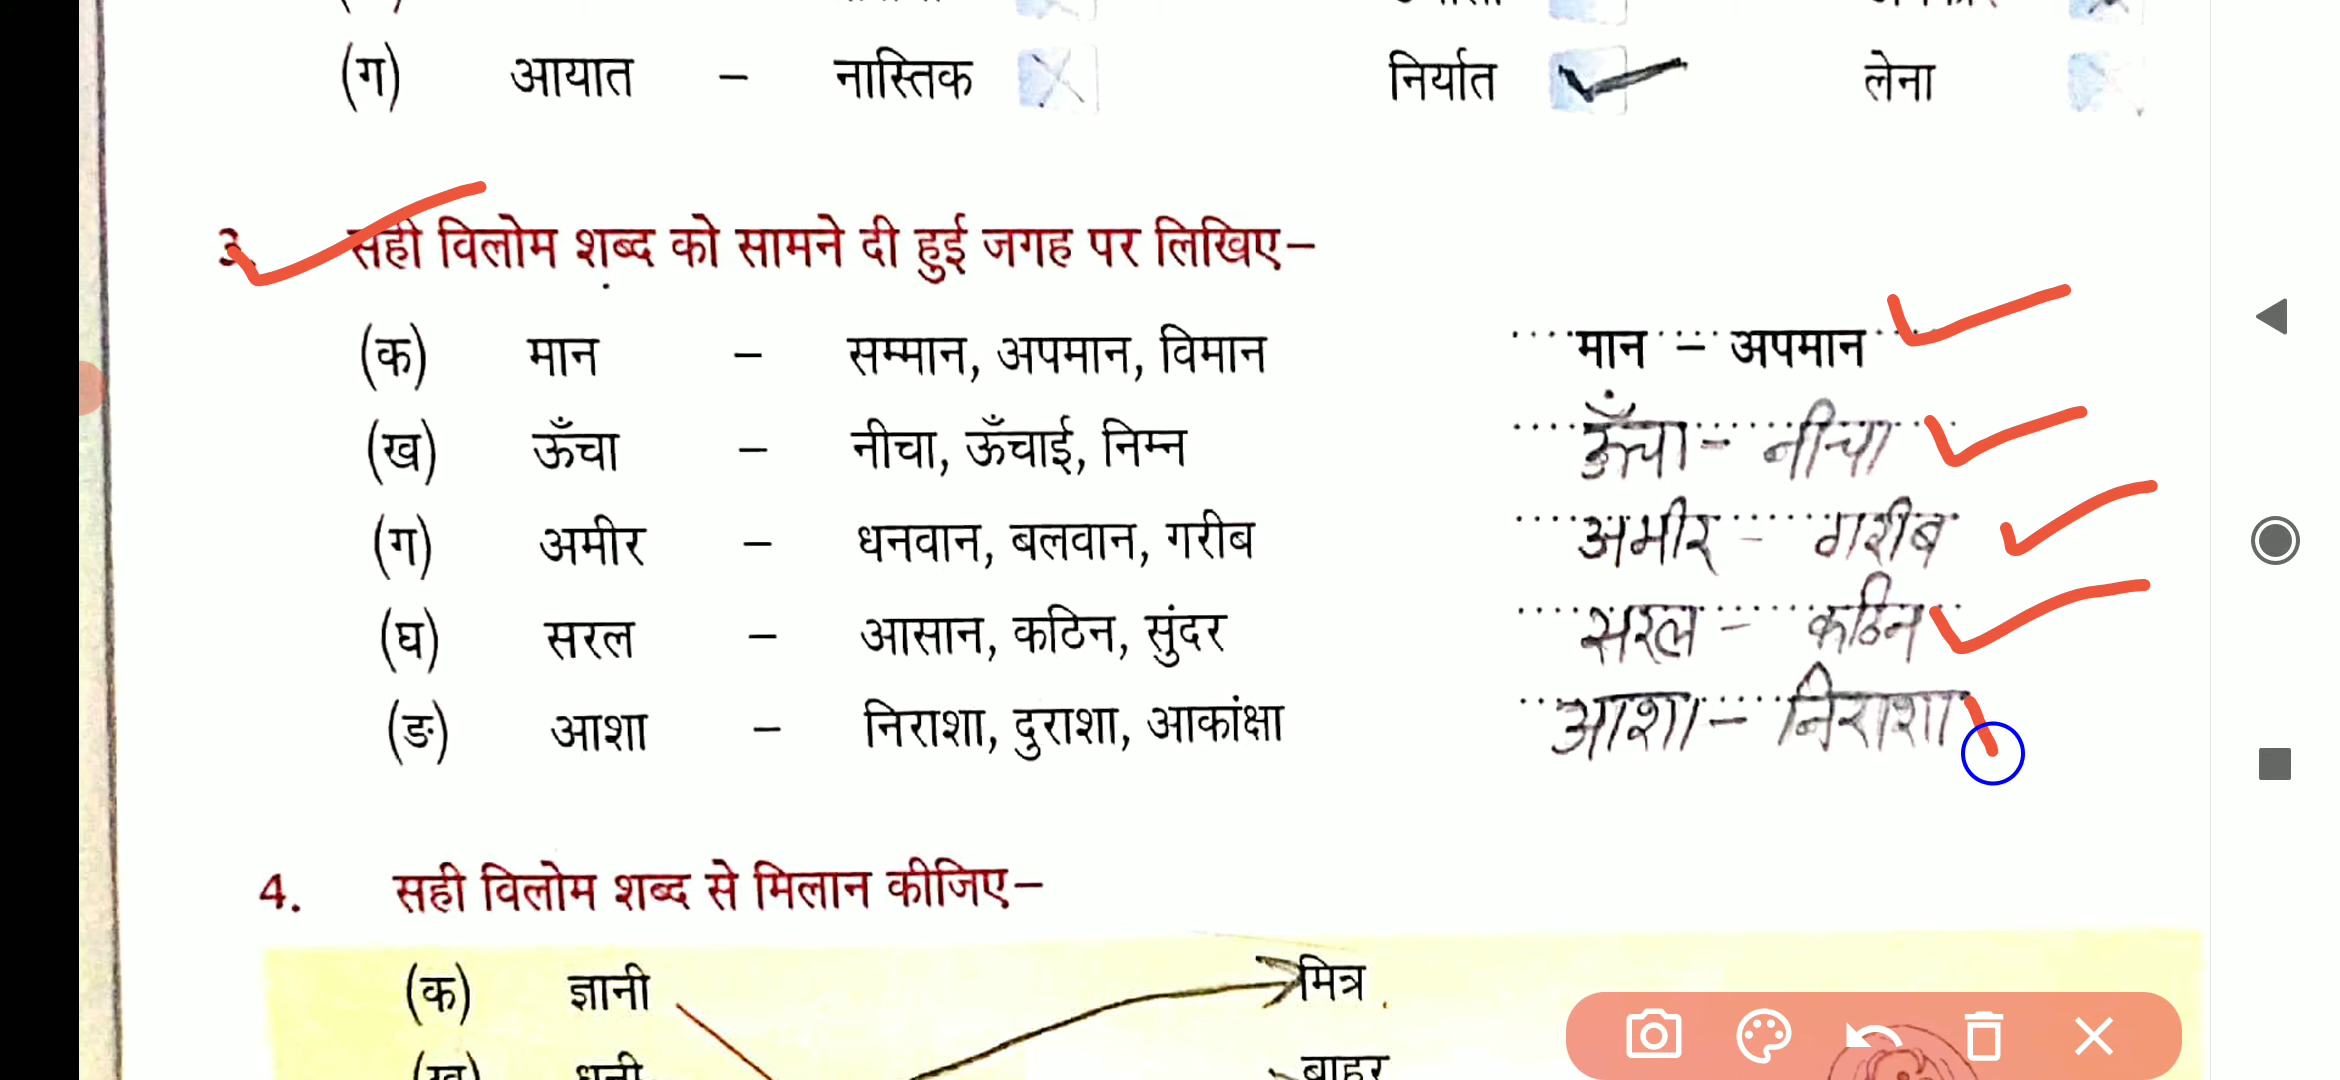 (ग) आयात – नास्तिक निर्यात लेना
3. सही विलोम शब्द को सामने दी हुई जगह पर लिखिए–
(क) मान – सम्मान, अपमान, विमान मान – अपमान
(ख) ऊँचा – नीचा, ऊँचाई, निम्न ऊँचा – नीचा
(ग) अमीर – धनवान, बलवान, गरीब अमीर – गरीब
(घ) सरल – आसान, कठिन, सुंदर सरल – कठिन
(ङ) आशा – निराशा, दुराशा, आकांक्षा आशा – निराशा
4. सही विलोम शब्द से मिलान कीजिए–
(क) ज्ञानी मित्र
(ख) धनी बाहर